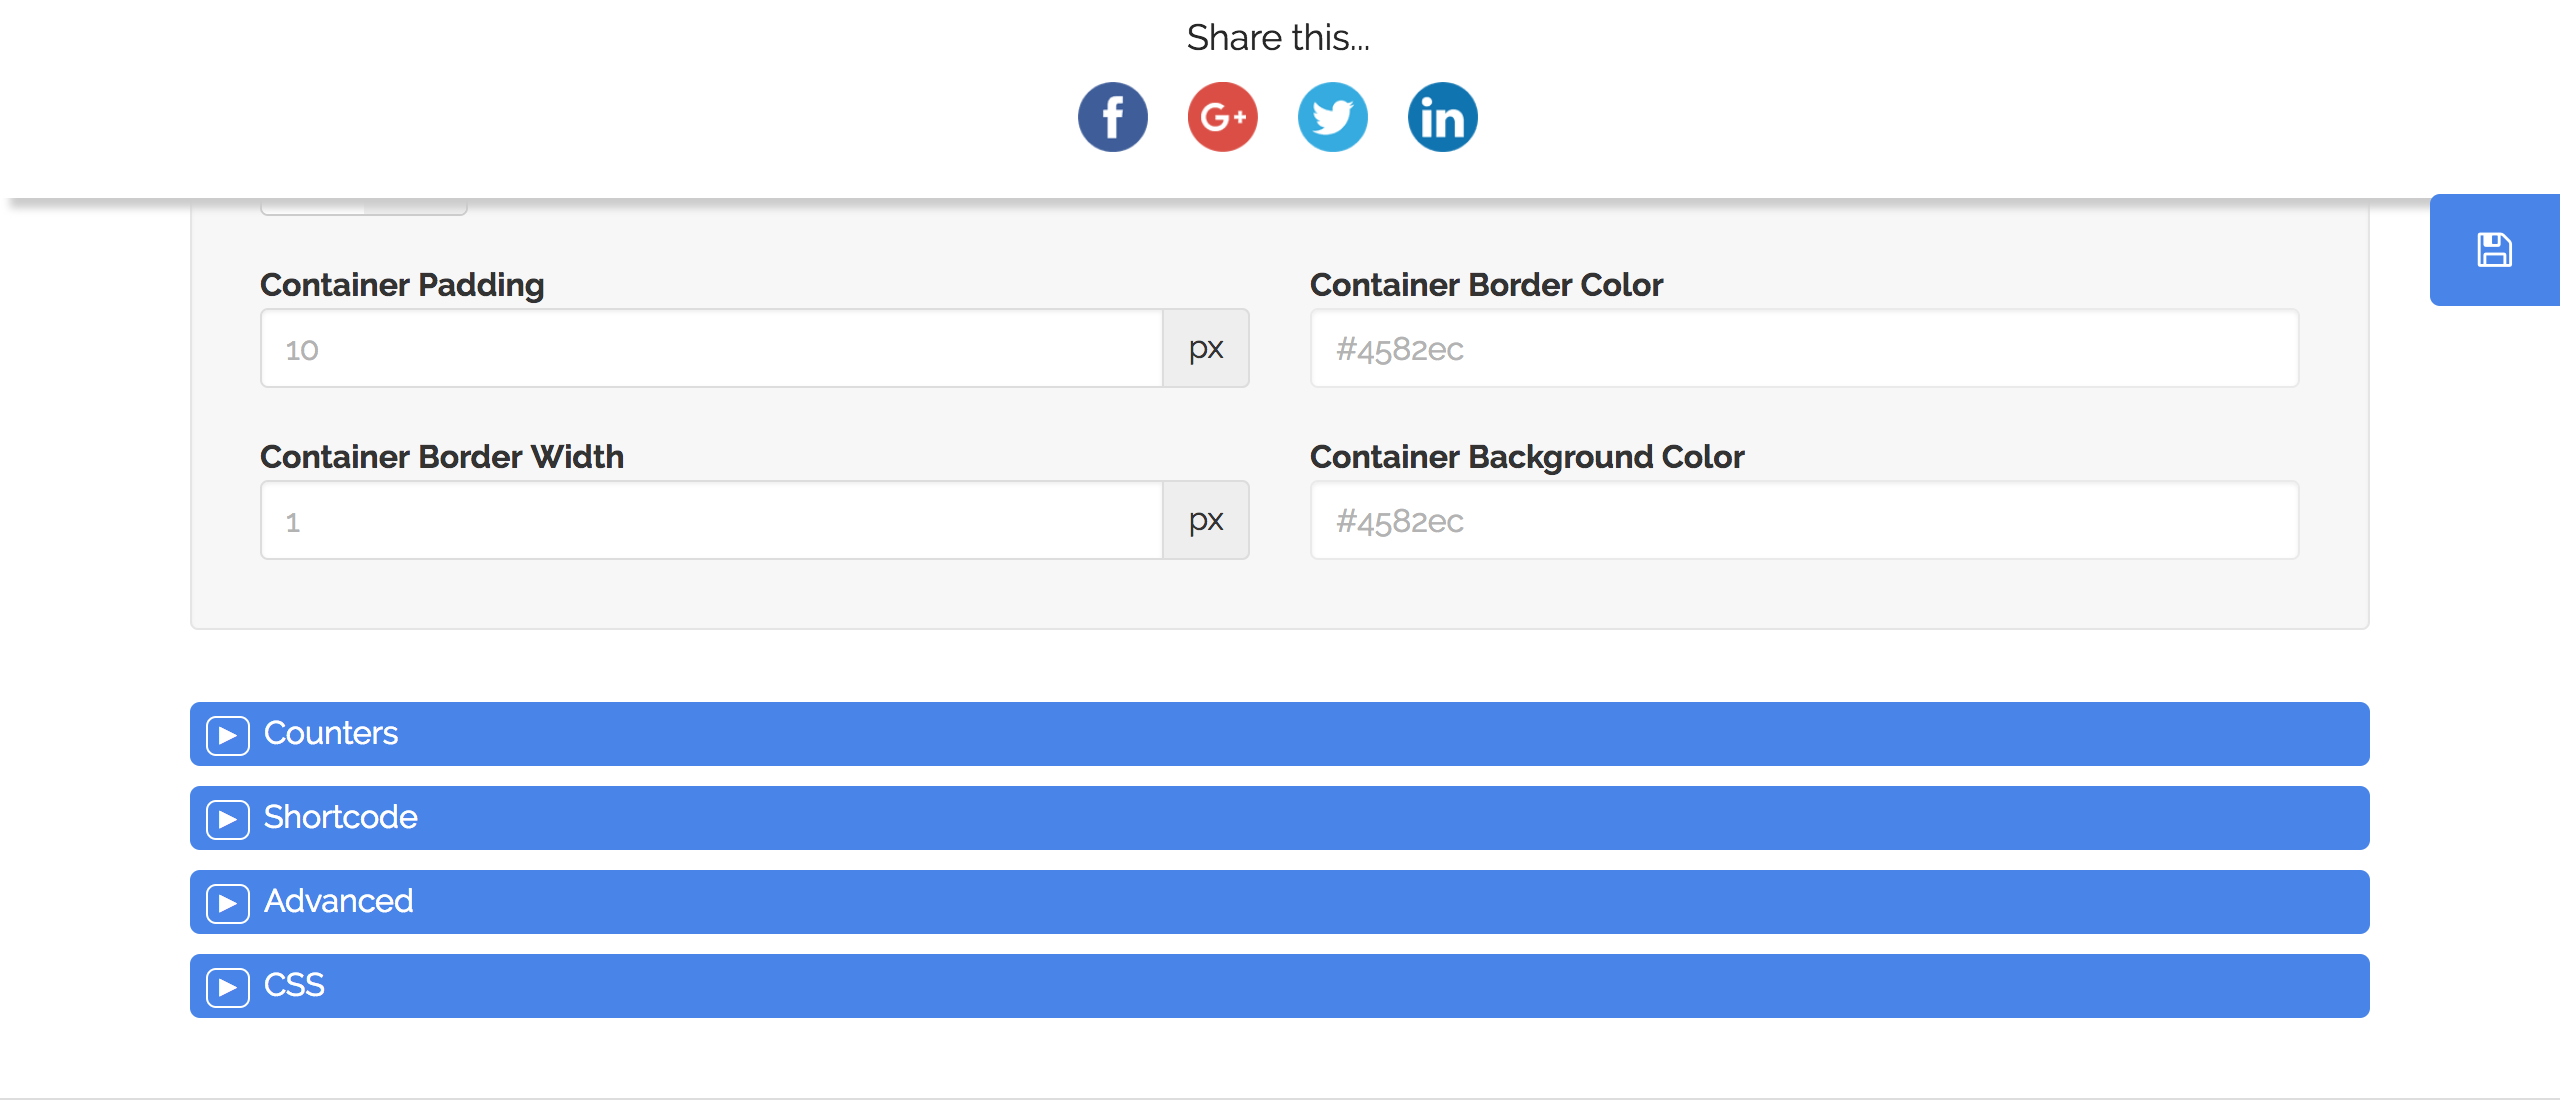 Share this...
f G+ in
Container Padding
10 px
Container Border Color
#4582ec
Container Border Width
1 px
Container Background Color
#4582ec
Counters
Shortcode
Advanced
CSS